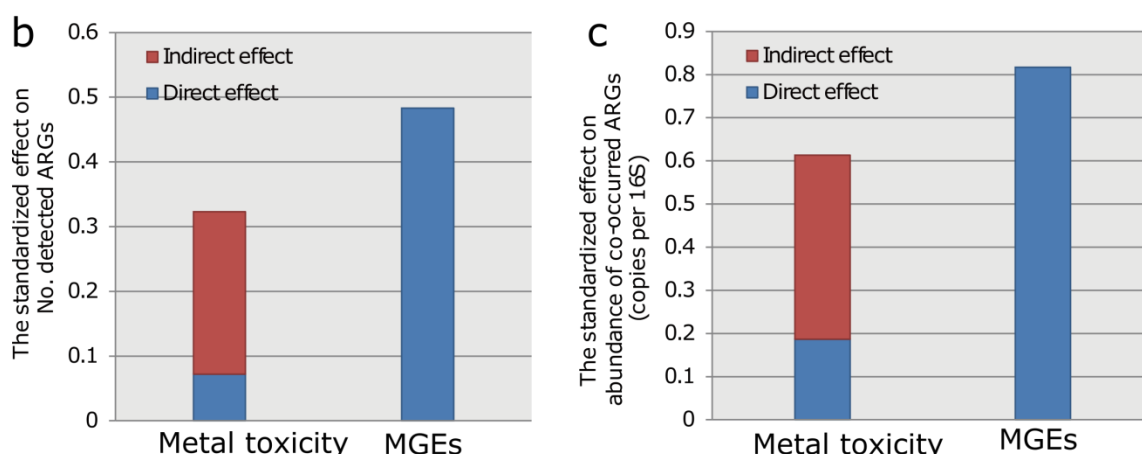 b
The standardized effect on
No. detected ARGs
0.6
0.5
0.4
0.3
0.2
0.1
0
Indirect effect
Direct effect
Metal toxicity
MGEs
c
The standardized effect on
abundance of co-occurred ARGs
(copies per 16S)
0.9
0.8
0.7
0.6
0.5
0.4
0.3
0.2
0.1
0
Indirect effect
Direct effect
Metal toxicity
MGEs